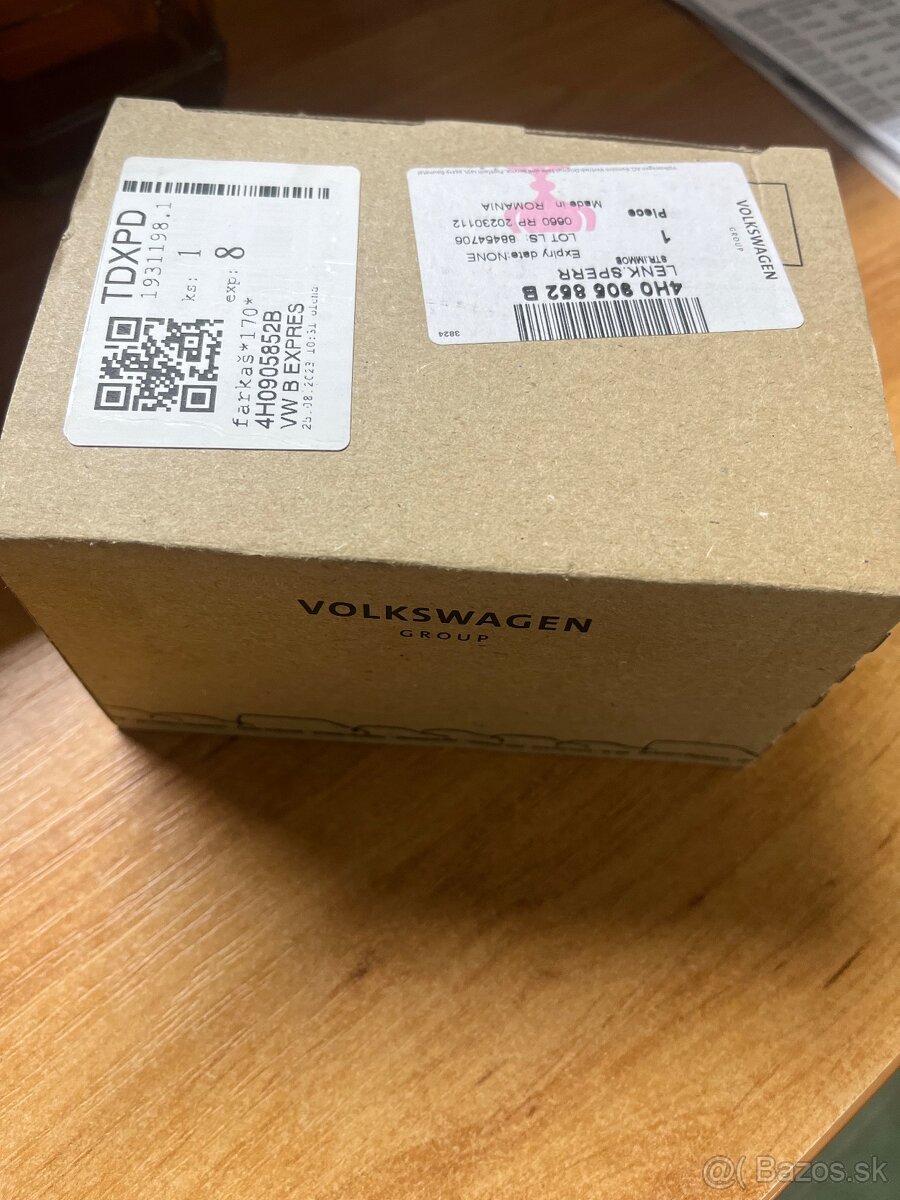 TDXPD
1931198.1
ks: 1
exp: 8
farkaš*170*
4H0905852B
VW B EXPRES
VOLKSWAGEN
GROUP
4H0 905 852 B
LENK.SPERR
STR.IMMOB
Expiry date:NONE
1
LOT LS: 88454706
Piece
0660 RP 20230112
Made in ROMANIA
3824
VOLKSWAGEN
GROUP
@( Bazos.sk